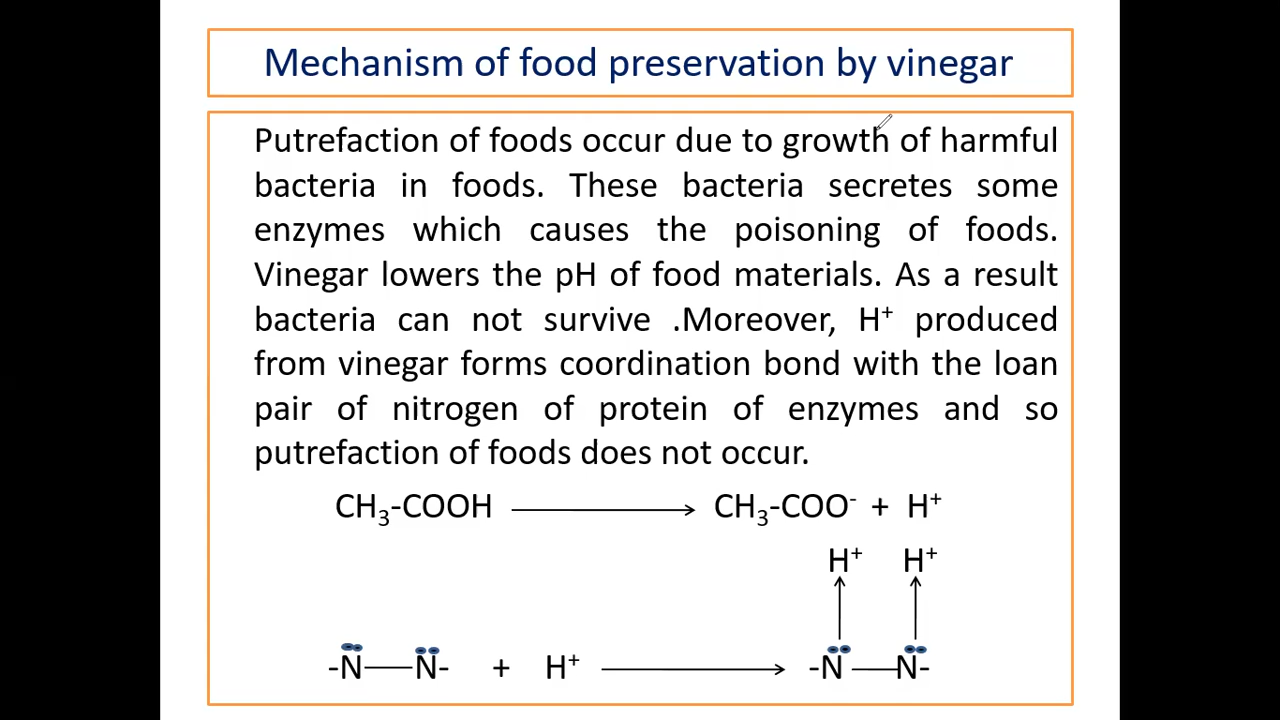 Mechanism of food preservation by vinegar
Putrefaction of foods occur due to growth of harmful
bacteria in foods. These bacteria secretes some
enzymes which causes the poisoning of foods.
Vinegar lowers the pH of food materials. As a result
bacteria can not survive .Moreover, H⁺ produced
from vinegar forms coordination bond with the loan
pair of nitrogen of protein of enzymes and so
putrefaction of foods does not occur.
CH₃-COOH ⟶ CH₃-COO⁻ + H⁺
H⁺ H⁺
-N—N- + H⁺ ⟶ -N—N-